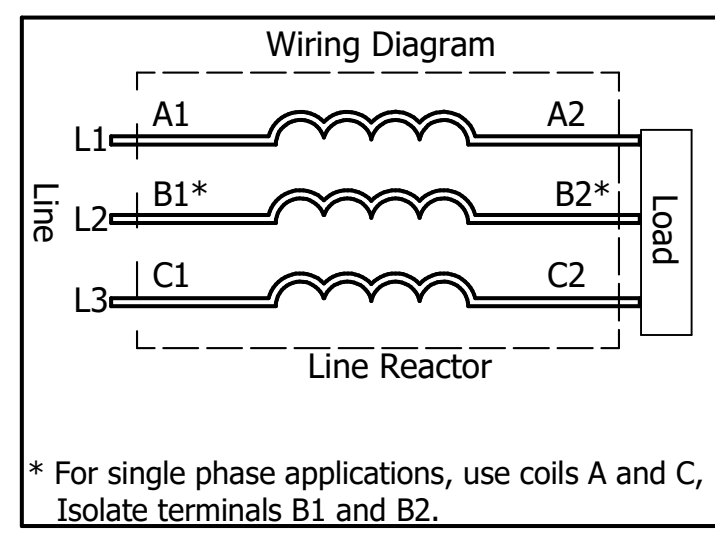 Wiring Diagram
A1 A2
L1
B1* B2*
Line L2 Load
C1 C2
L3
Line Reactor
* For single phase applications, use coils A and C,
Isolate terminals B1 and B2.